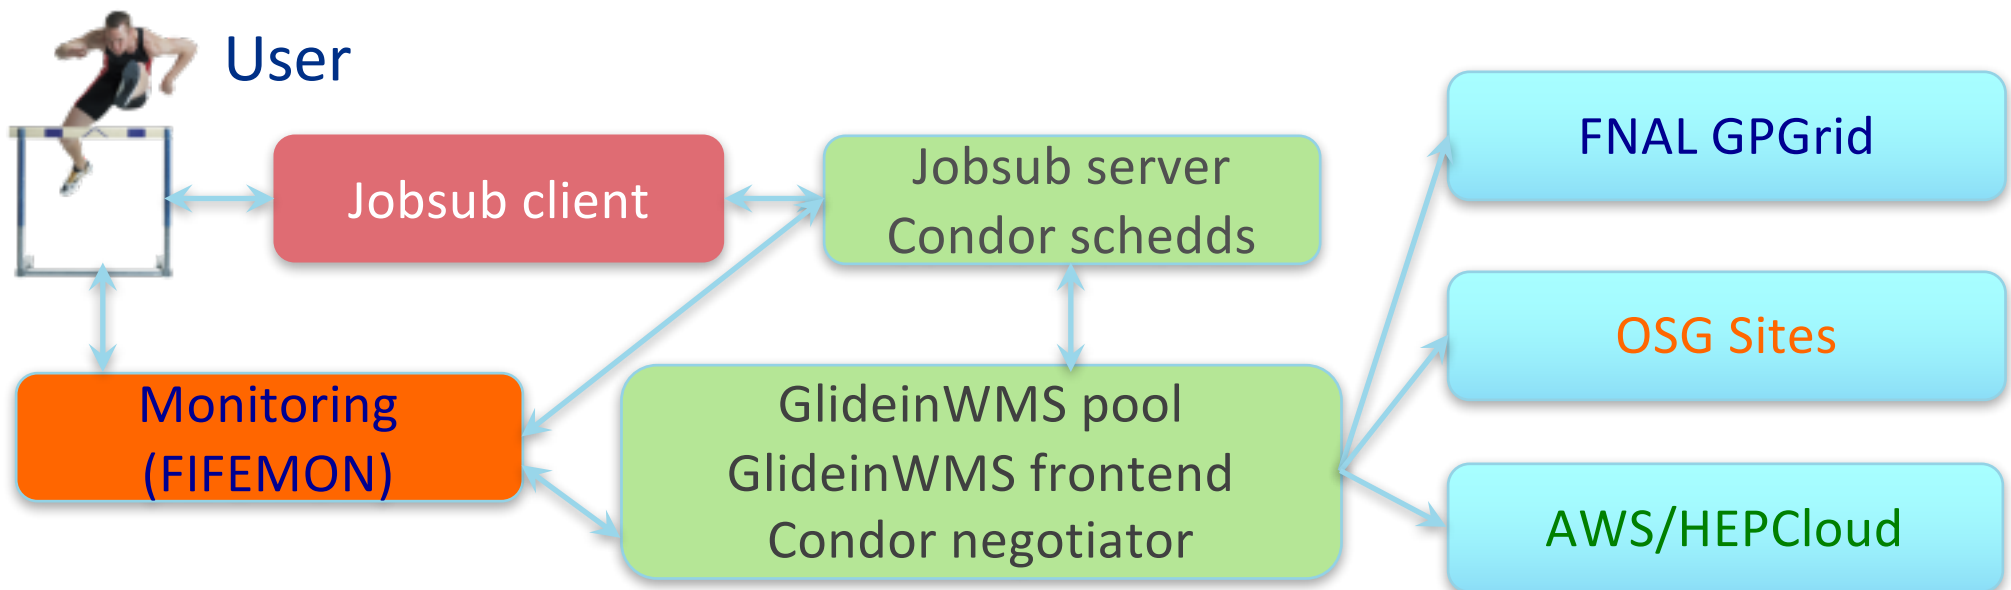 User
Jobsub client
Jobsub server
Condor schedds
Monitoring
(FIFEMON)
GlideinWMS pool
GlideinWMS frontend
Condor negotiator
FNAL GPGrid
OSG Sites
AWS/HEPCloud